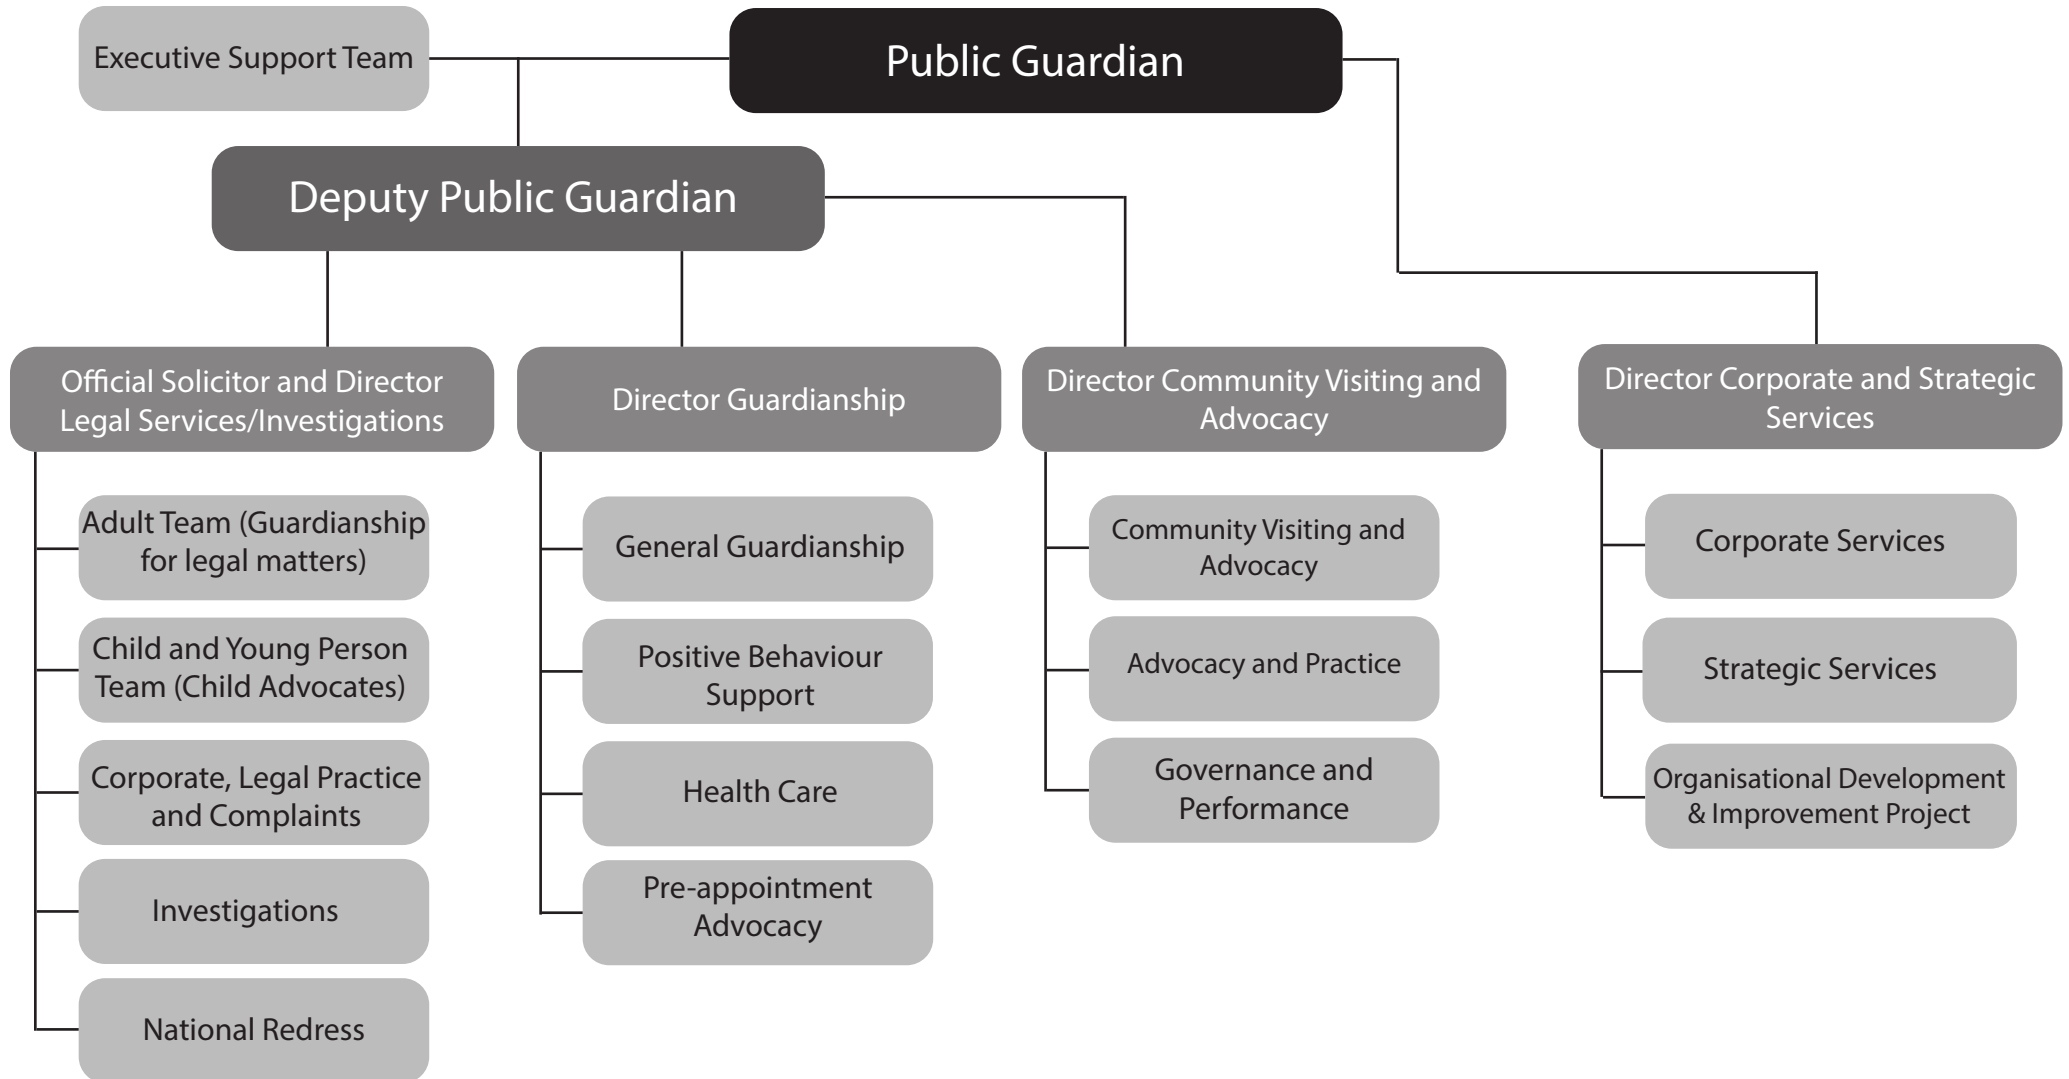 Executive Support Team
Public Guardian
Deputy Public Guardian
Official Solicitor and Director
Legal Services/Investigations
Adult Team (Guardianship
for legal matters)
Child and Young Person
Team (Child Advocates)
Corporate, Legal Practice
and Complaints
Investigations
National Redress
Director Guardianship
General Guardianship
Positive Behaviour
Support
Health Care
Pre-appointment
Advocacy
Director Community Visiting and
Advocacy
Community Visiting and
Advocacy
Advocacy and Practice
Governance and
Performance
Director Corporate and Strategic
Services
Corporate Services
Strategic Services
Organisational Development
& Improvement Project